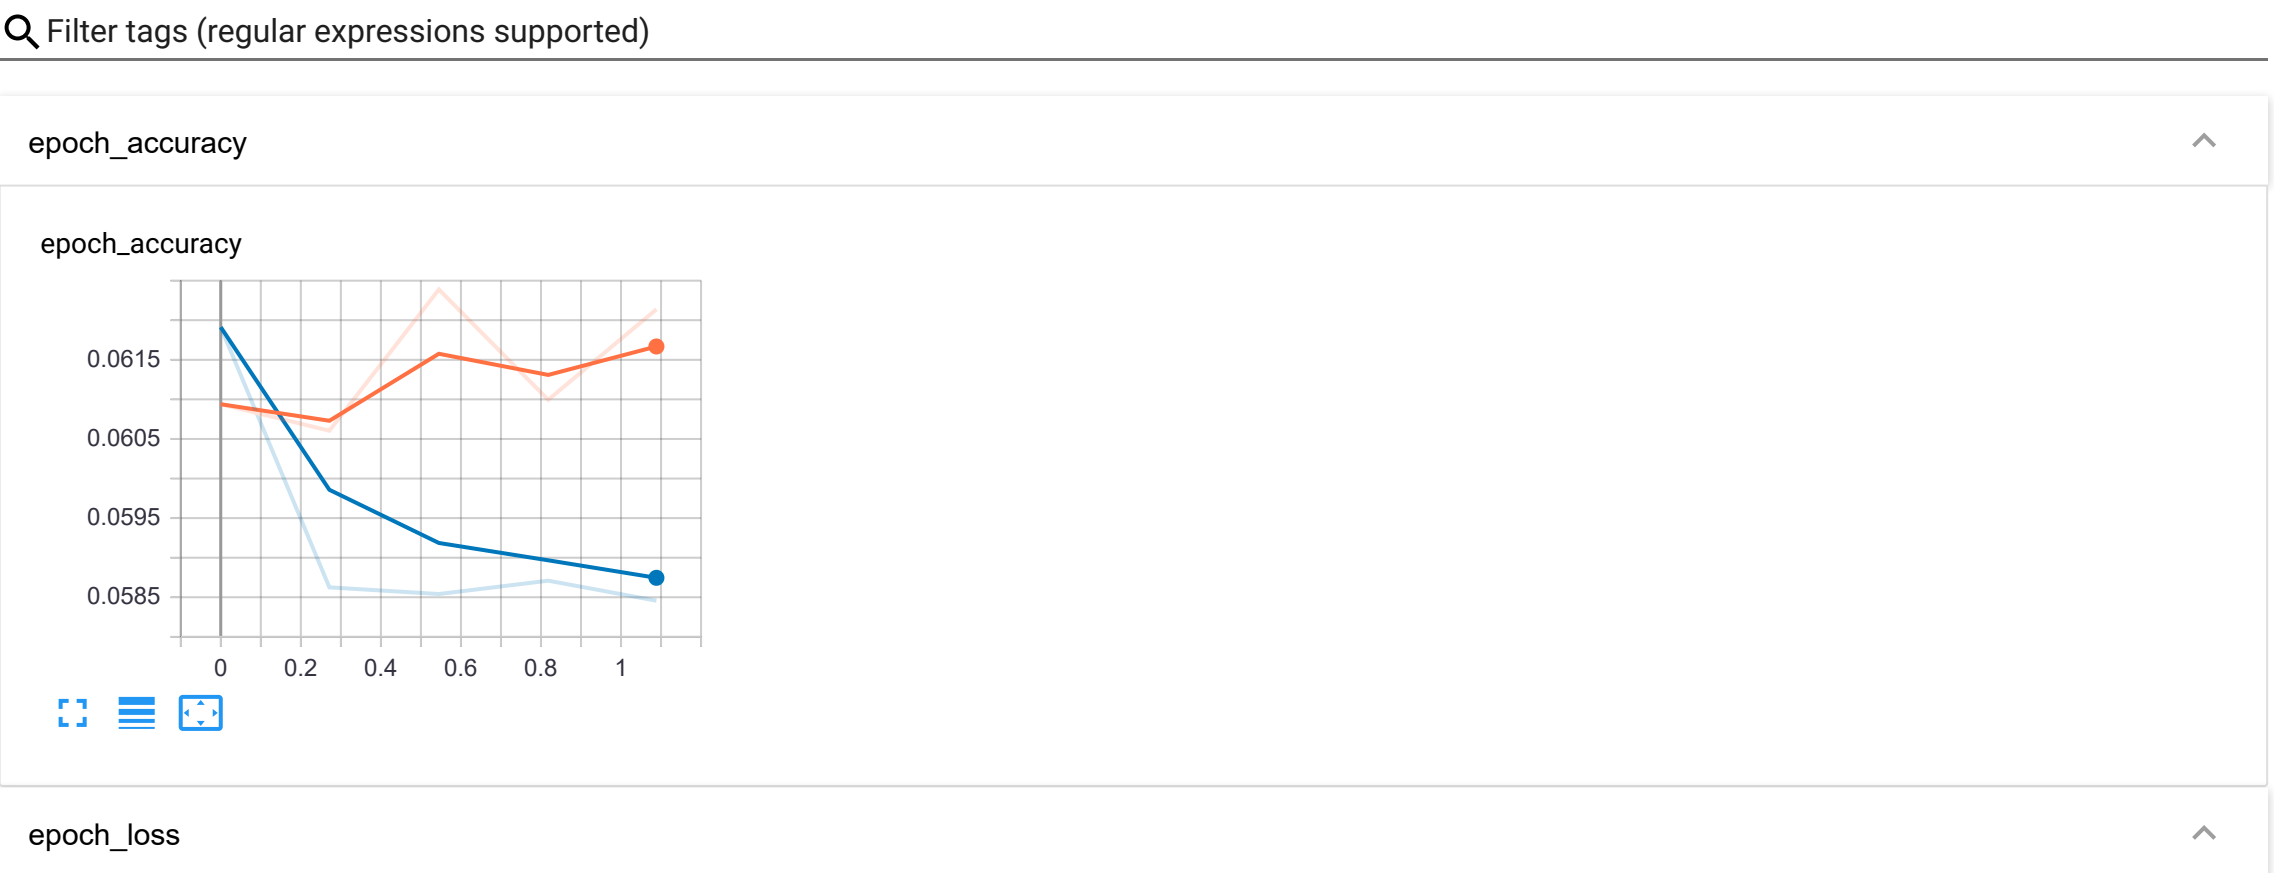 Filter tags (regular expressions supported)
epoch_accuracy
epoch_accuracy
0.0615
0.0605
0.0595
0.0585
0 0.2 0.4 0.6 0.8 1
epoch_loss